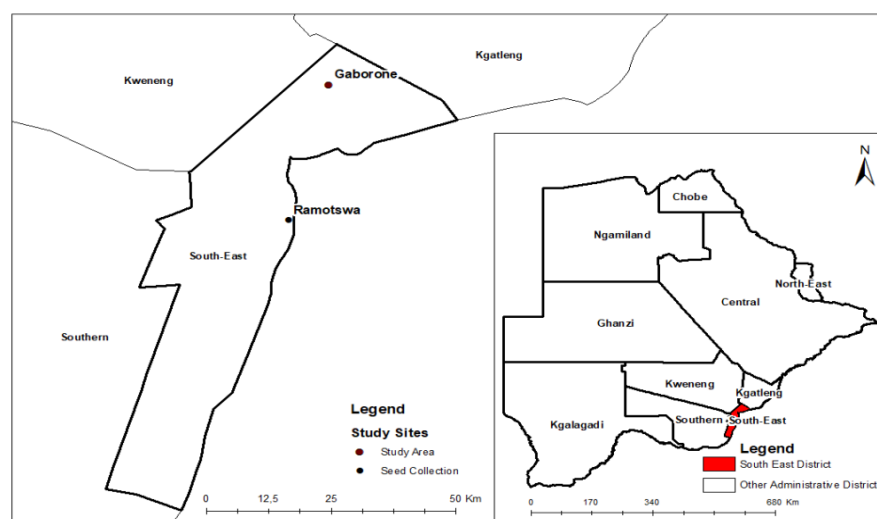 Kweneng
Kgatleng
Gaborone
Ramotswa
South-East
Southern
Legend
Study Sites
Study Area
Seed Collection
0 12,5 25 50 Km
N
Chobe
Ngamiland
North-East
Central
Ghanzi
Kweneng
Kgatleng
Kgalagadi
Southern
South-East
Legend
South East District
Other Administrative District
0 170 340 680 Km